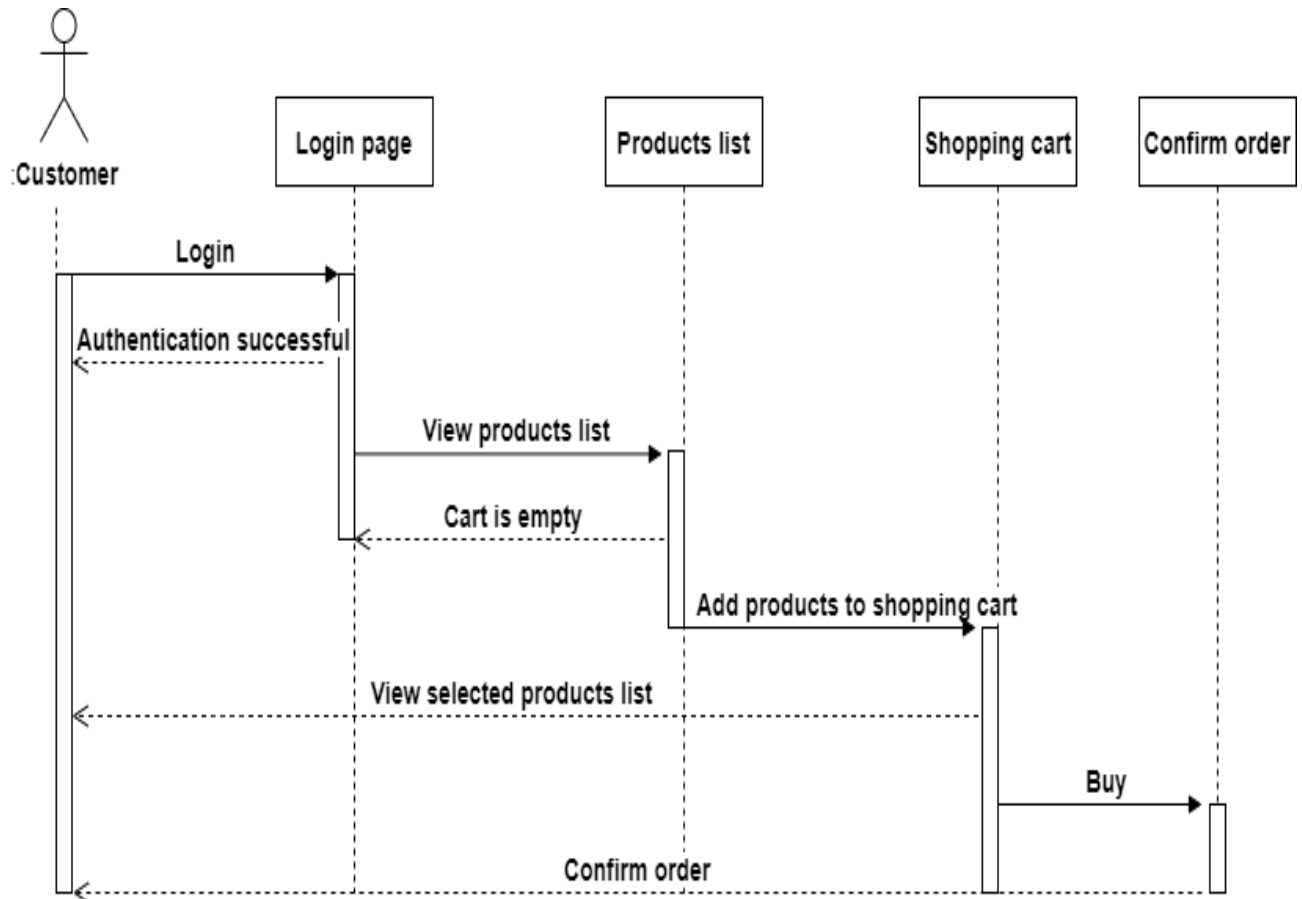 Login page
Products list
Shopping cart
Confirm order
:Customer
Login
Authentication successful
View products list
Cart is empty
Add products to shopping cart
View selected products list
Buy
Confirm order